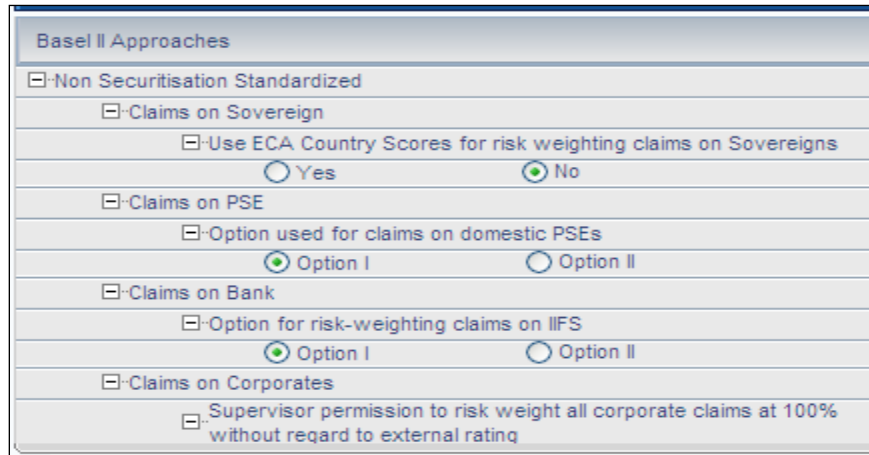 Basel II Approaches
Non Securitisation Standardized
Claims on Sovereign
Use ECA Country Scores for risk weighting claims on Sovereigns
Yes No
Claims on PSE
Option used for claims on domestic PSEs
Option I Option II
Claims on Bank
Option for risk-weighting claims on IIFS
Option I Option II
Claims on Corporates
Supervisor permission to risk weight all corporate claims at 100%
without regard to external rating